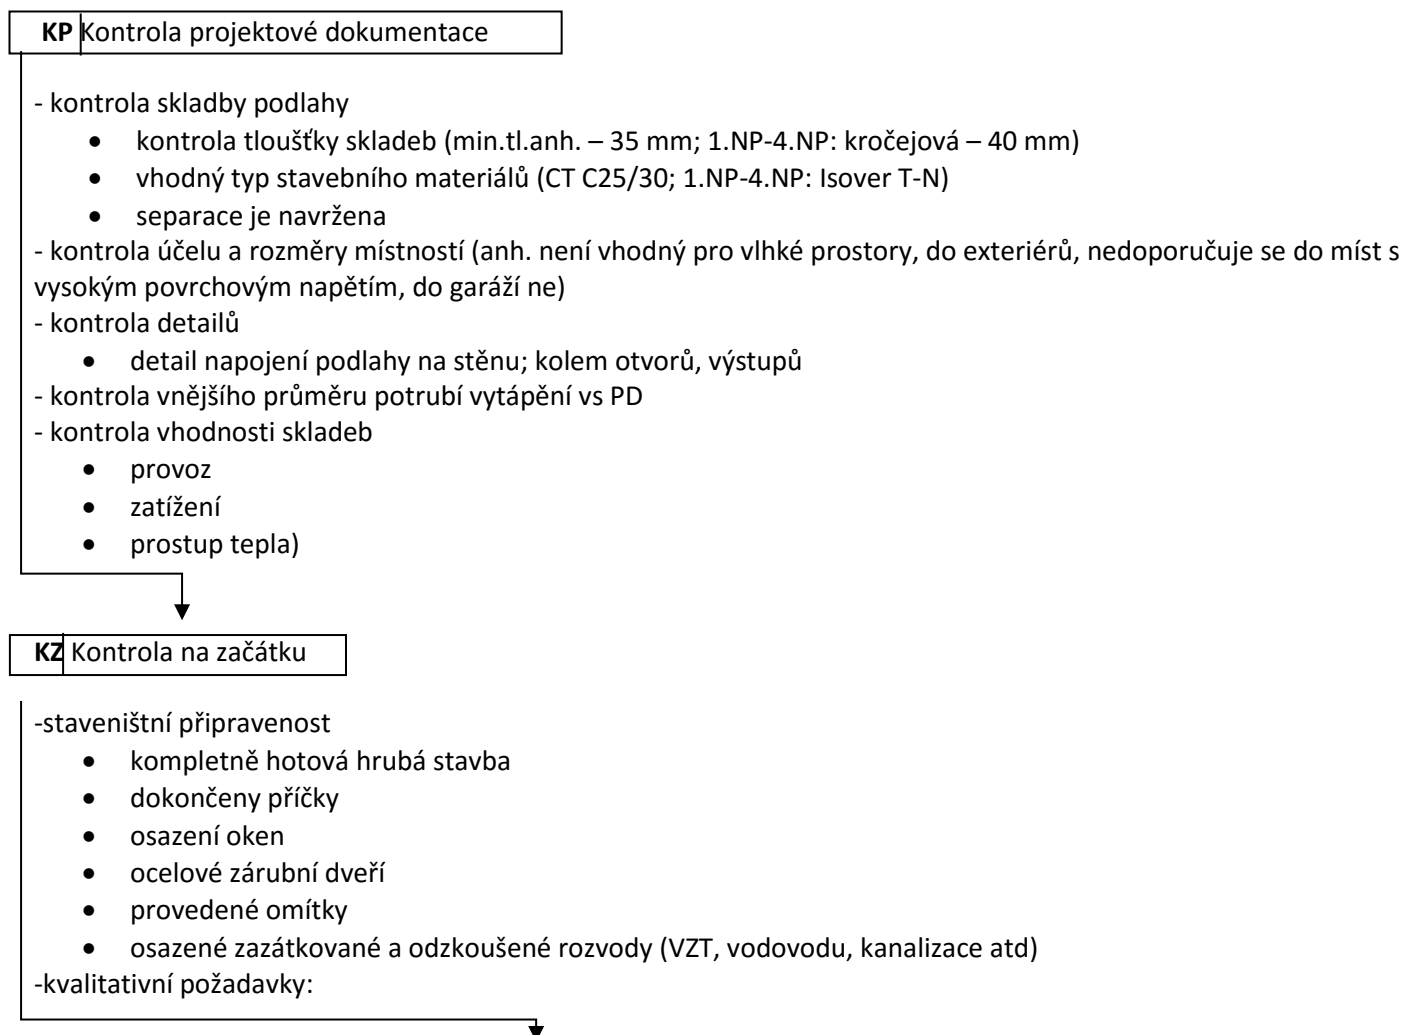 KP Kontrola projektové dokumentace
- kontrola skladby podlahy
• kontrola tloušťky skladeb (min.tl.anh. – 35 mm; 1.NP-4.NP: kročejová – 40 mm)
• vhodný typ stavebního materiálů (CT C25/30; 1.NP-4.NP: Isover T-N)
• separace je navržena
- kontrola účelu a rozměry místností (anh. není vhodný pro vlhké prostory, do exteriérů, nedoporučuje se do míst s
vysokým povrchovým napětím, do garáží ne)
- kontrola detailů
• detail napojení podlahy na stěnu; kolem otvorů, výstupů
- kontrola vnějšího průměru potrubí vytápění vs PD
- kontrola vhodnosti skladeb
• provoz
• zatížení
• prostup tepla)
KZ Kontrola na začátku
-staveništní připravenost
• kompletně hotová hrubá stavba
• dokončeny příčky
• osazení oken
• ocelové zárubní dveří
• provedené omítky
• osazené zazátkované a odzkoušené rozvody (VZT, vodovodu, kanalizace atd)
-kvalitativní požadavky: